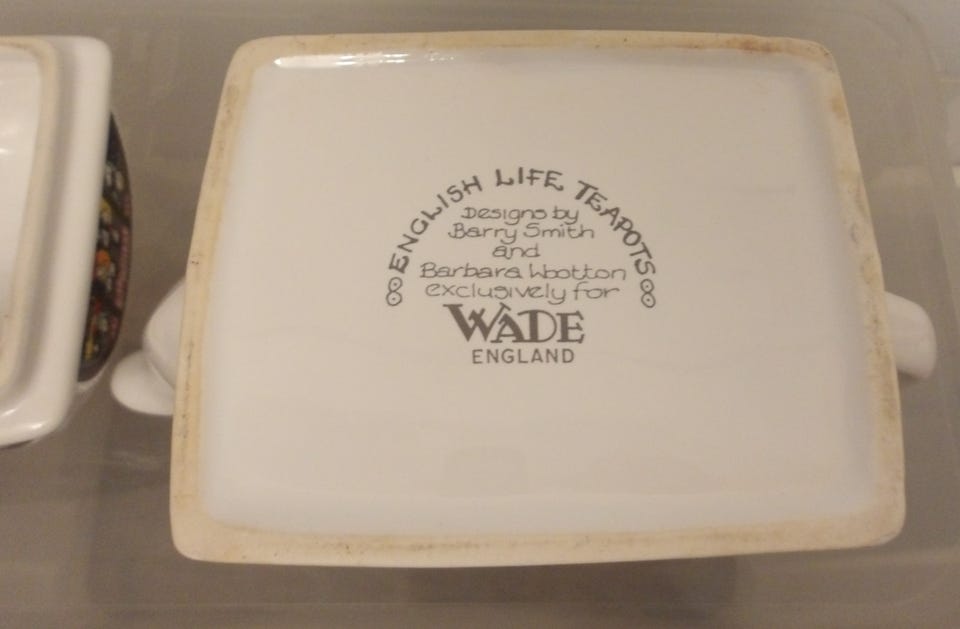 ENGLISH LIFE TEAPOTS
Designs by
Barry Smith
and
Barbara Wootton
exclusively for
WADE
ENGLAND